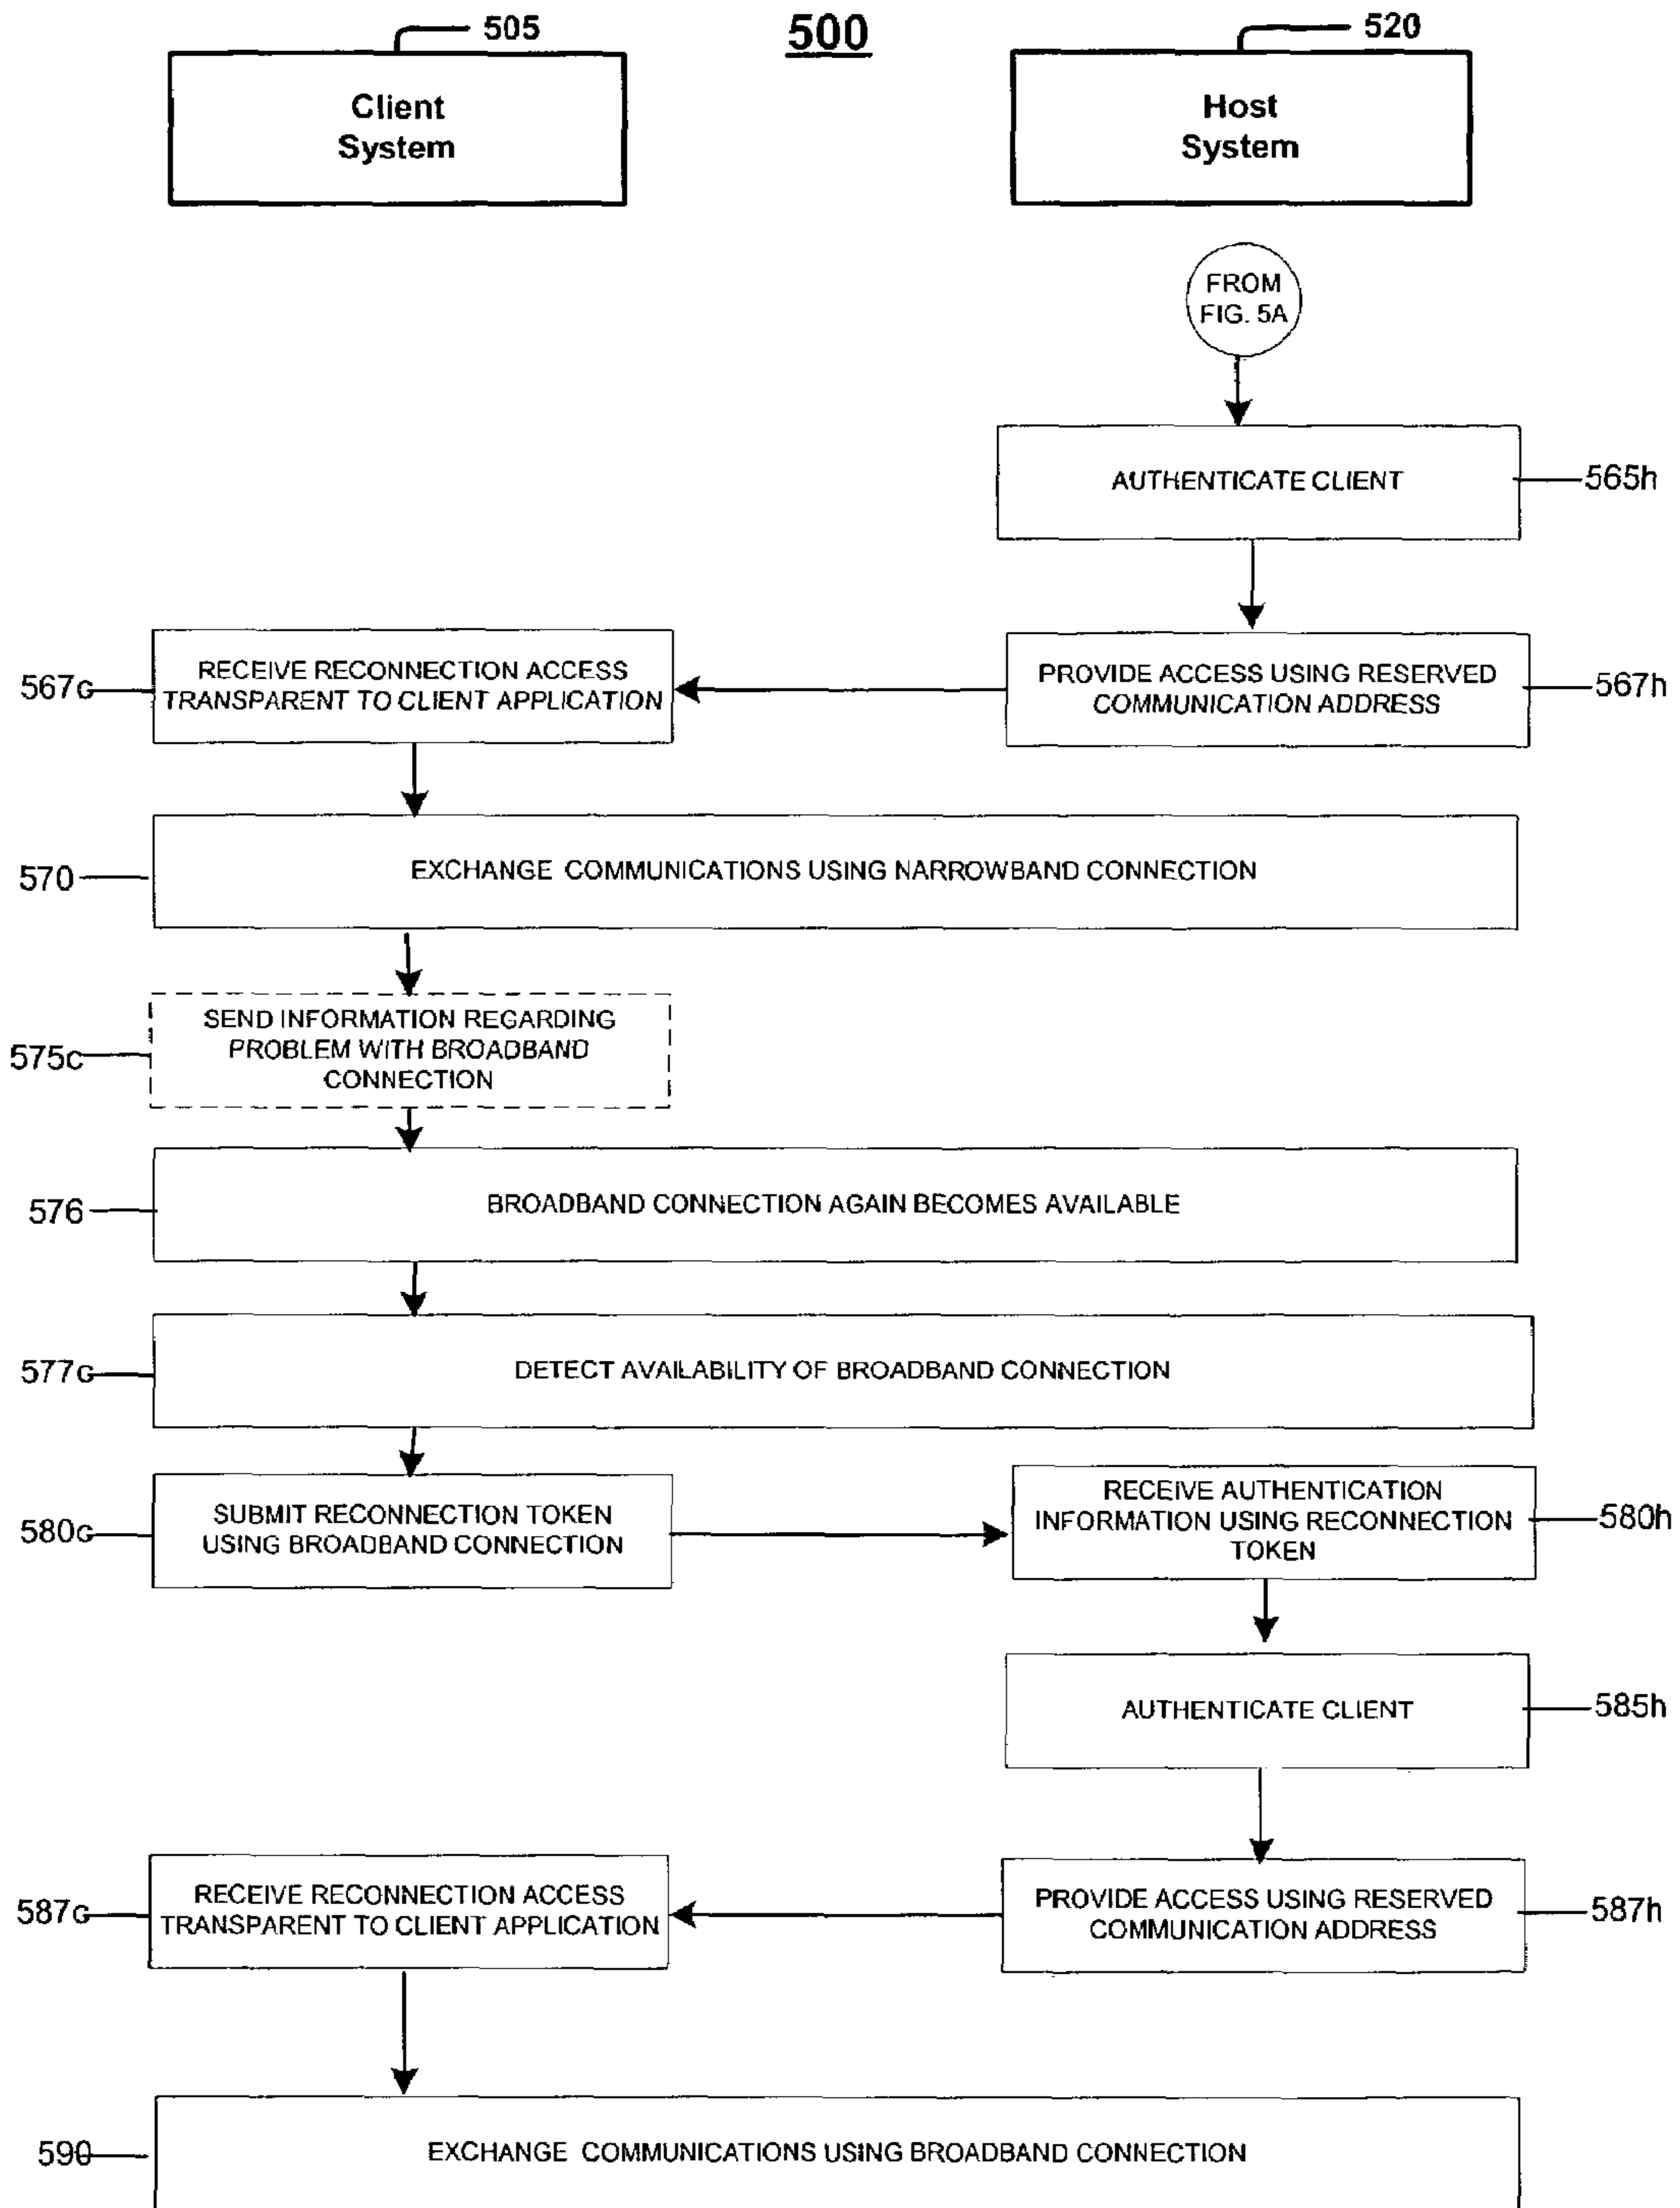 505
500
520
Client
System
Host
System
FROM
FIG. 5A
AUTHENTICATE CLIENT
565h
567c
RECEIVE RECONNECTION ACCESS
TRANSPARENT TO CLIENT APPLICATION
PROVIDE ACCESS USING RESERVED
COMMUNICATION ADDRESS
567h
570
EXCHANGE COMMUNICATIONS USING NARROWBAND CONNECTION
575c
SEND INFORMATION REGARDING
PROBLEM WITH BROADBAND
CONNECTION
576
BROADBAND CONNECTION AGAIN BECOMES AVAILABLE
577c
DETECT AVAILABILITY OF BROADBAND CONNECTION
580c
SUBMIT RECONNECTION TOKEN
USING BROADBAND CONNECTION
RECEIVE AUTHENTICATION
INFORMATION USING RECONNECTION
TOKEN
580h
AUTHENTICATE CLIENT
585h
587c
RECEIVE RECONNECTION ACCESS
TRANSPARENT TO CLIENT APPLICATION
PROVIDE ACCESS USING RESERVED
COMMUNICATION ADDRESS
587h
590
EXCHANGE COMMUNICATIONS USING BROADBAND CONNECTION